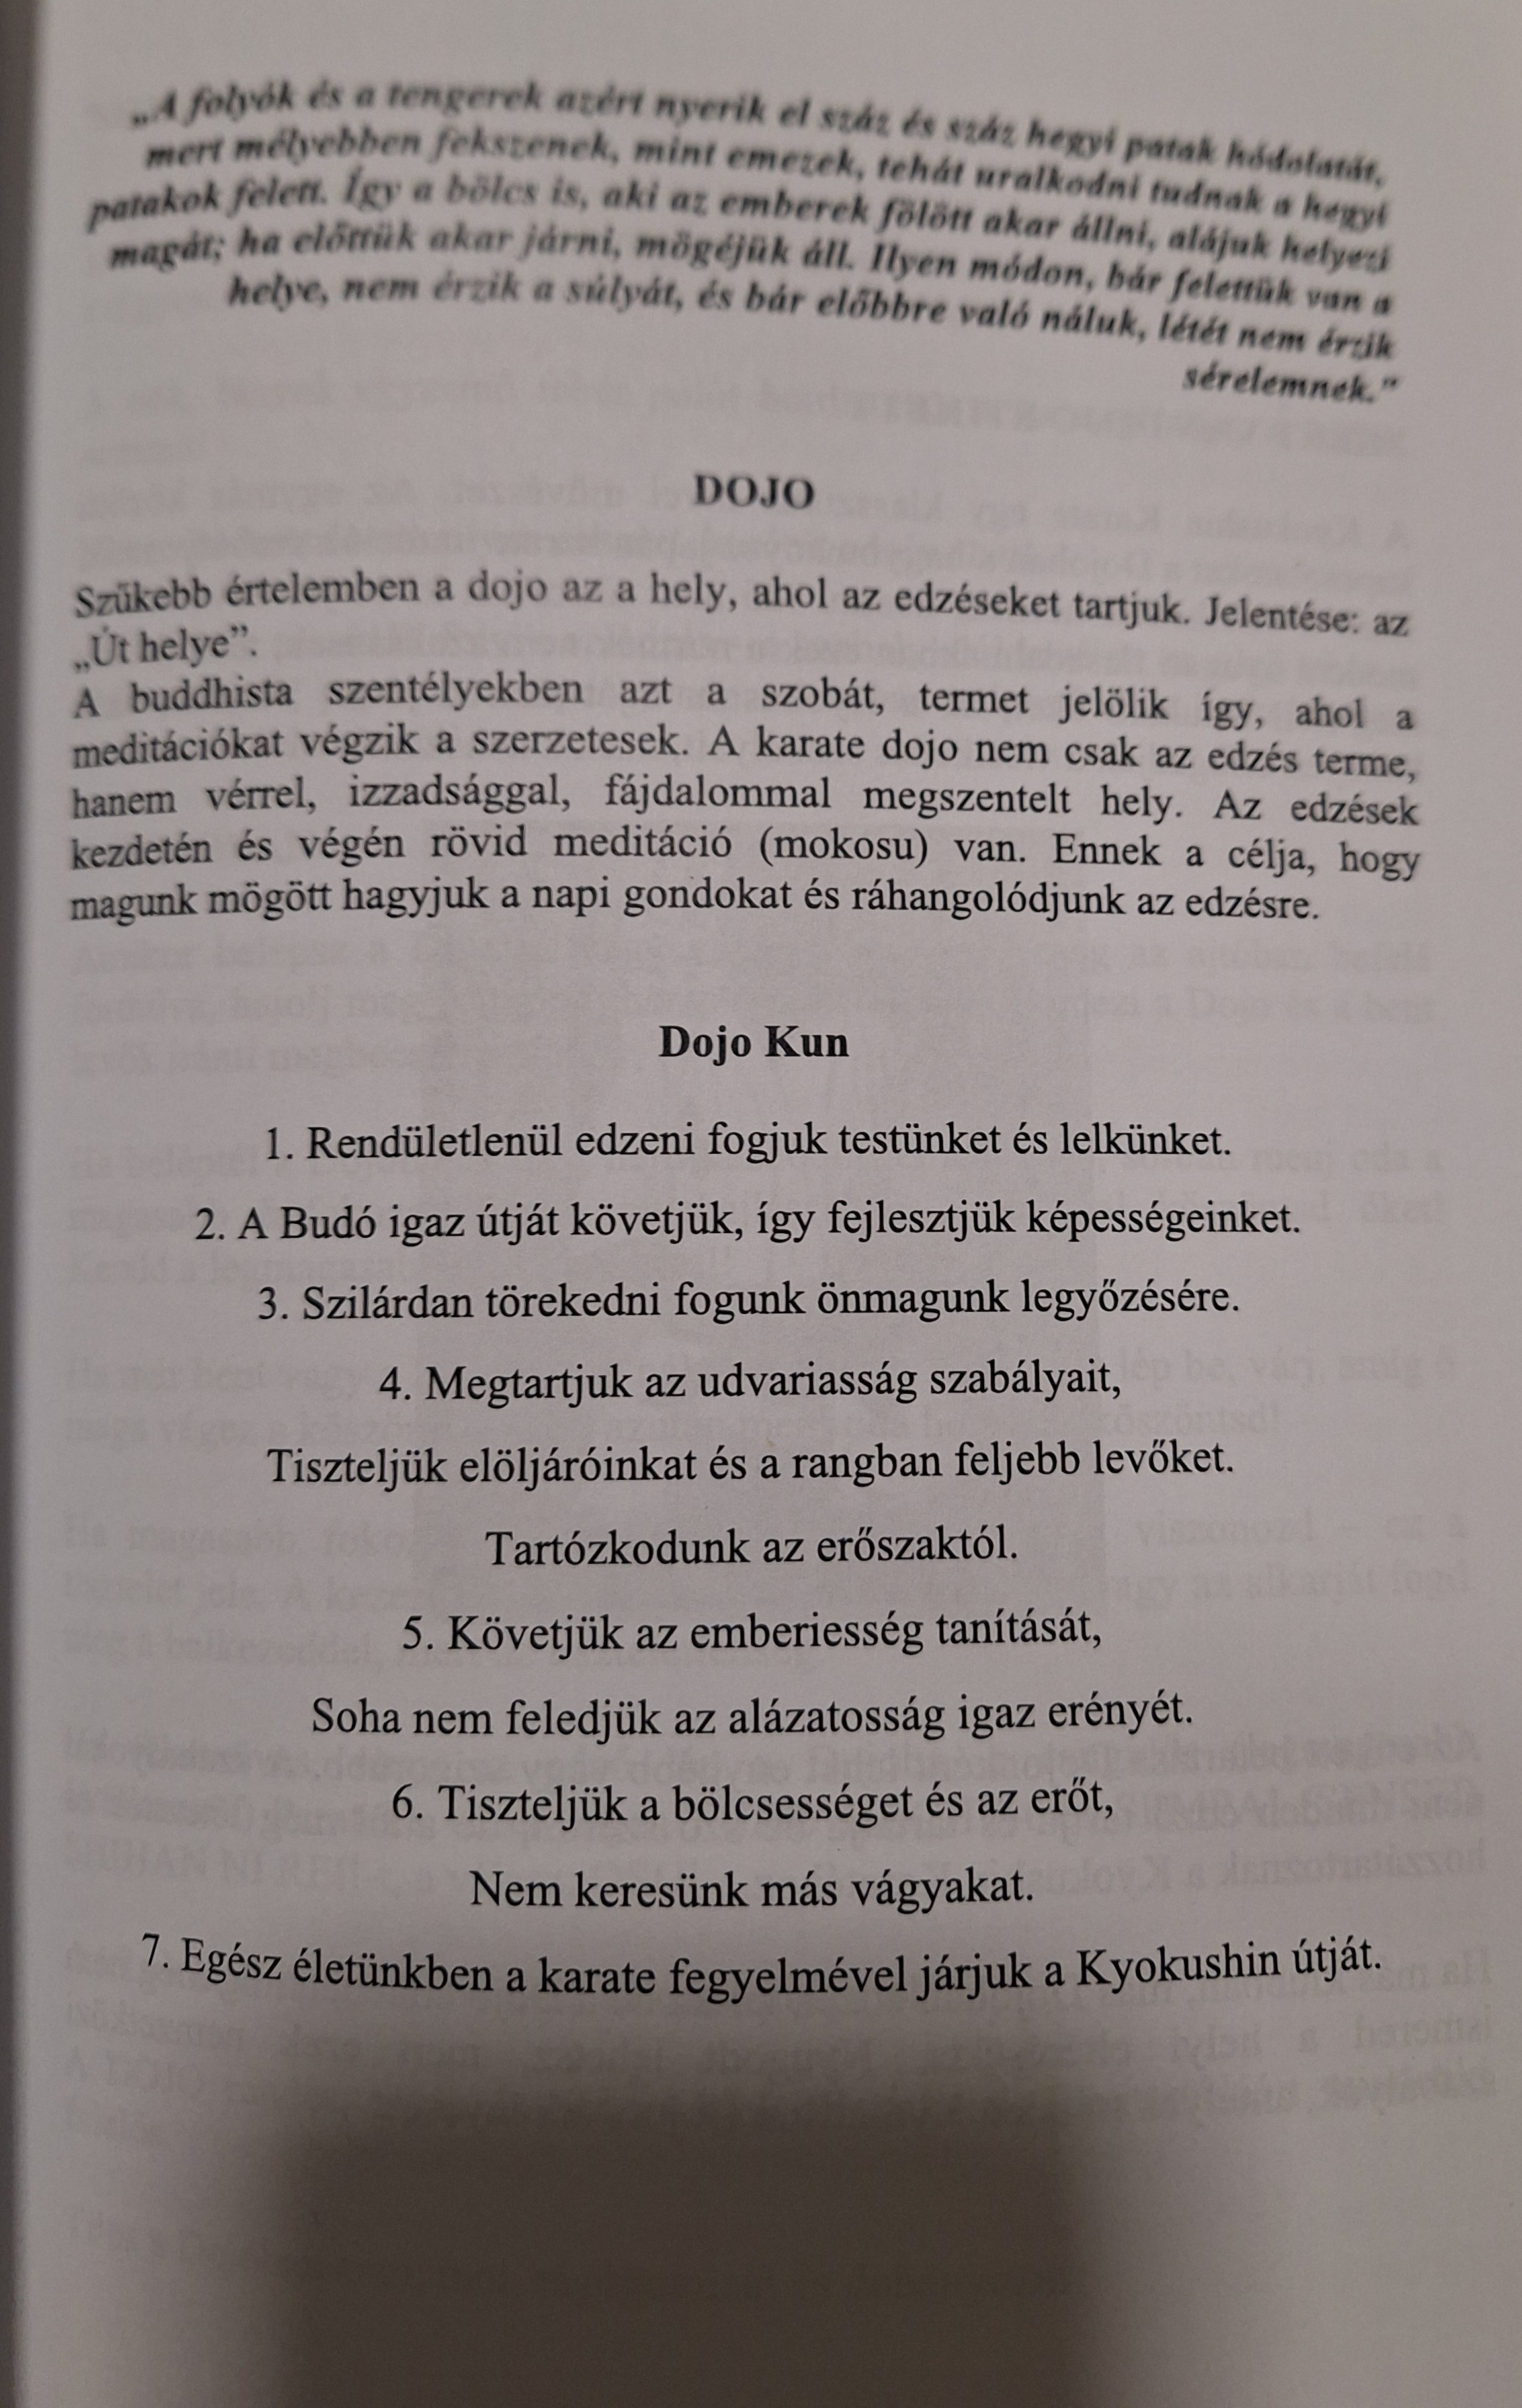 „A folyók és a tengerek azért nyerik el száz és száz hegyi patak hódolatát,
mert mélyebben fekszenek, mint emezek, tehát uralkodni tudnak a hegyi
patakok felett. Így a bölcs is, aki az emberek fölött akar állni, alájuk helyezi
magát; ha előttük akar járni, mögéjük áll. Ilyen módon, bár felettük van a
helye, nem érzik a súlyát, és bár előbbre való náluk, létét nem érzik
sérelemnek.”
DOJO
Szűkebb értelemben a dojo az a hely, ahol az edzéseket tartjuk. Jelentése: az
„Út helye”.
A buddhista szentélyekben azt a szobát, termet jelölik így, ahol a
meditációkat végzik a szerzetesek. A karate dojo nem csak az edzés terme,
hanem vérrel, izzadsággal, fájdalommal megszentelt hely. Az edzések
kezdetén és végén rövid meditáció (mokosu) van. Ennek a célja, hogy
magunk mögött hagyjuk a napi gondokat és ráhangolódjunk az edzésre.
Dojo Kun
1. Rendületlenül edzeni fogjuk testünket és lelkünket.
2. A Budó igaz útját követjük, így fejlesztjük képességeinket.
3. Szilárdan törekedni fogunk önmagunk legyőzésére.
4. Megtartjuk az udvariasság szabályait,
Tiszteljük elöljáróinkat és a rangban feljebb levőket.
Tartózkodunk az erőszaktól.
5. Követjük az emberiesség tanítását,
Soha nem feledjük az alázatosság igaz erényét.
6. Tiszteljük a bölcsességet és az erőt,
Nem keresünk más vágyakat.
7. Egész életünkben a karate fegyelmével járjuk a Kyokushin útját.